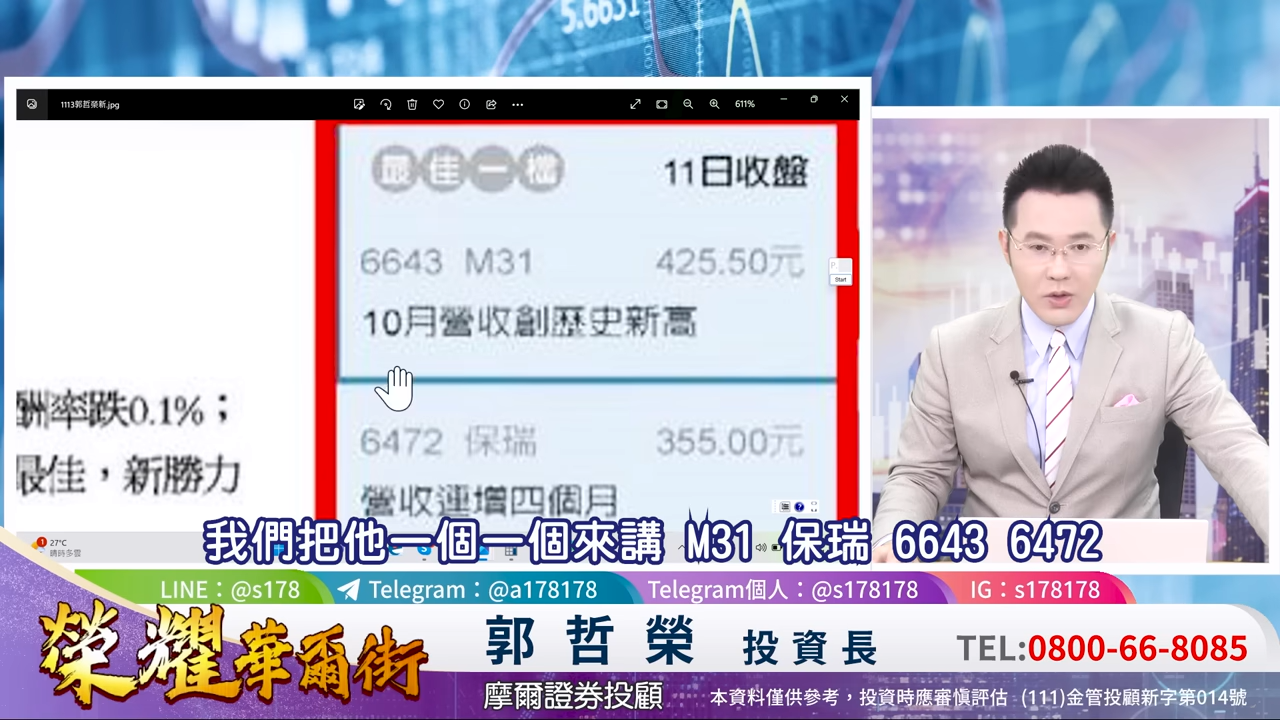 5.6631
1113郭哲榮新.jpg
611%
最佳一檔
11日收盤
6643 M31
425.50元
10月營收創歷史新高
Start
酬率跌0.1%；
6472 保瑞
355.00元
最佳，新勝力
營收連增四個月
27°C
晴時多雲
我們把他一個一個來講 M31 保瑞 6643 6472
LINE：@s178
Telegram：@a178178
Telegram個人：@s178178
IG：s178178
榮耀華爾街
郭哲榮 投資長
TEL:0800-66-8085
摩爾證券投顧
本資料僅供參考，投資時應審慎評估 (111)金管投顧新字第014號